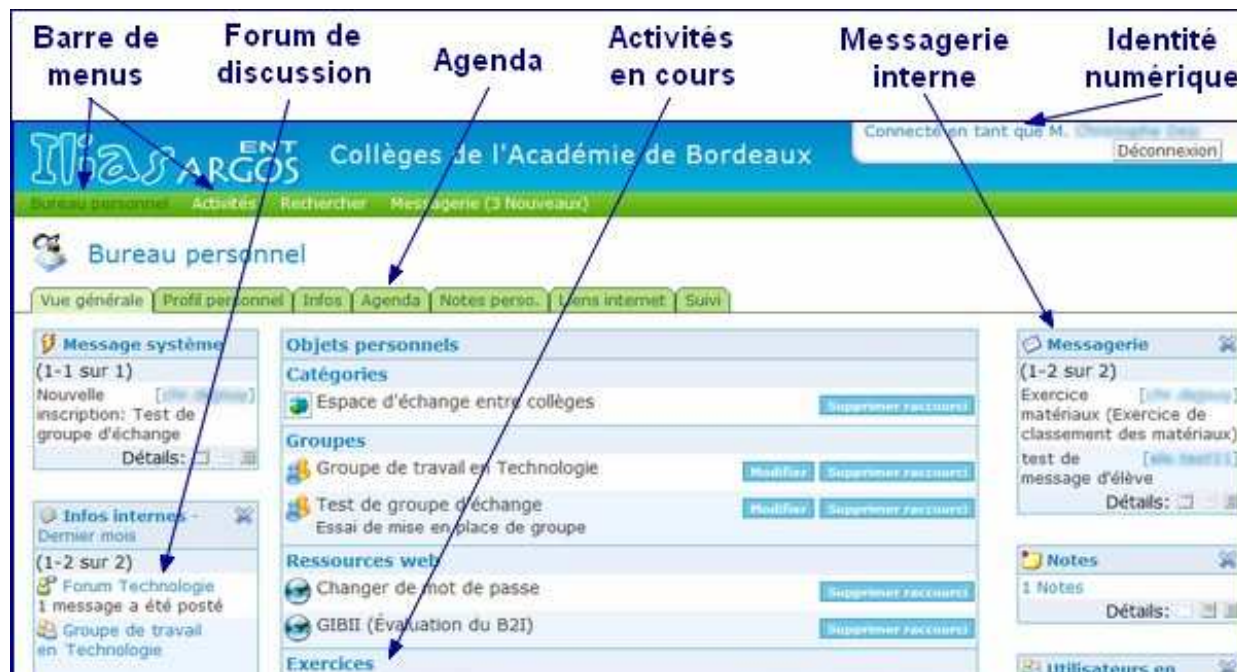 Barre de
menus
Forum de
discussion
Agenda
Activités
en cours
Messagerie
interne
Identité
numérique
Ilias ENT
ARGOS
Collèges de l'Académie de Bordeaux
Connecté en tant que M.
Déconnexion
Bureau personnel Activités Rechercher Messagerie (3 Nouveaux)
Bureau personnel
Vue générale Profil personnel Infos Agenda Notes perso. Liens internet Suivi
Message système
(1-1 sur 1)
Nouvelle
inscription: Test de
groupe d'échange
Détails:
Infos internes -
Dernier mois
(1-2 sur 2)
Forum Technologie
1 message a été posté
Groupe de travail
en Technologie
Objets personnels
Catégories
Espace d'échange entre collèges Supprimer raccourci
Groupes
Groupe de travail en Technologie Modifier Supprimer raccourci
Test de groupe d'échange Modifier Supprimer raccourci
Essai de mise en place de groupe
Ressources web
Changer de mot de passe Supprimer raccourci
GIBII (Évaluation du B2I) Supprimer raccourci
Exercices
Messagerie
(1-2 sur 2)
Exercice
matériaux (Exercice de
classement des matériaux)
test de
message d'élève
Détails:
Notes
1 Notes
Détails:
Utilisateurs en